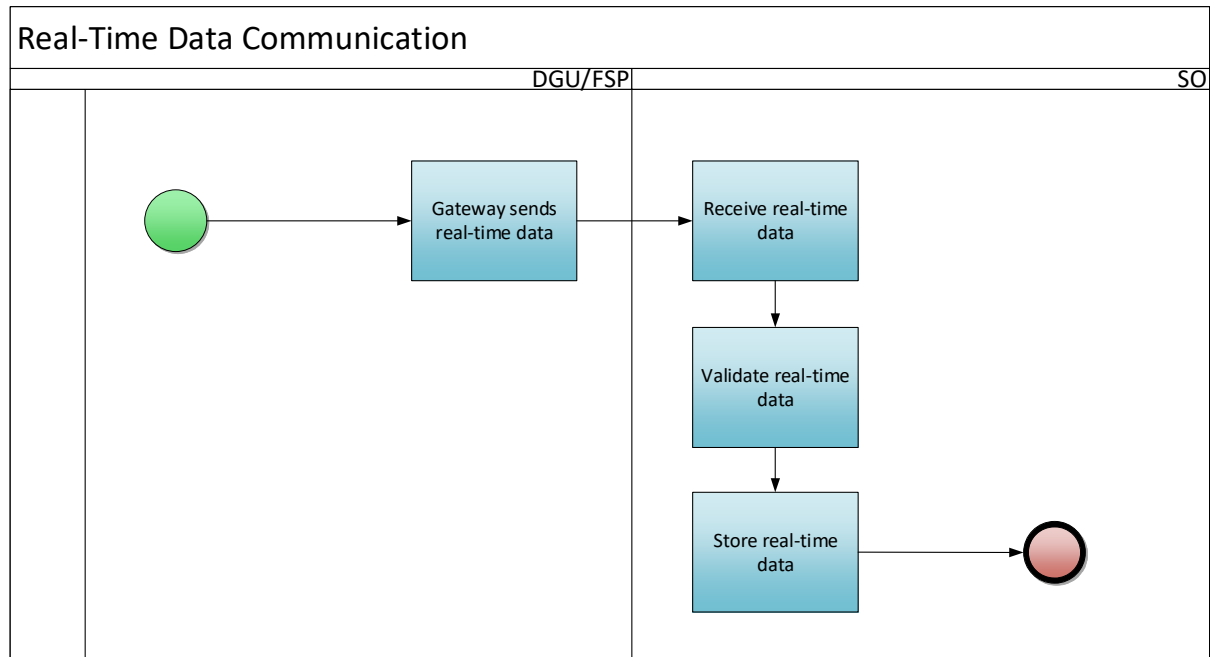 Real-Time Data Communication
DGU/FSP
SO
Gateway sends
real-time data
Receive real-time
data
Validate real-time
data
Store real-time
data